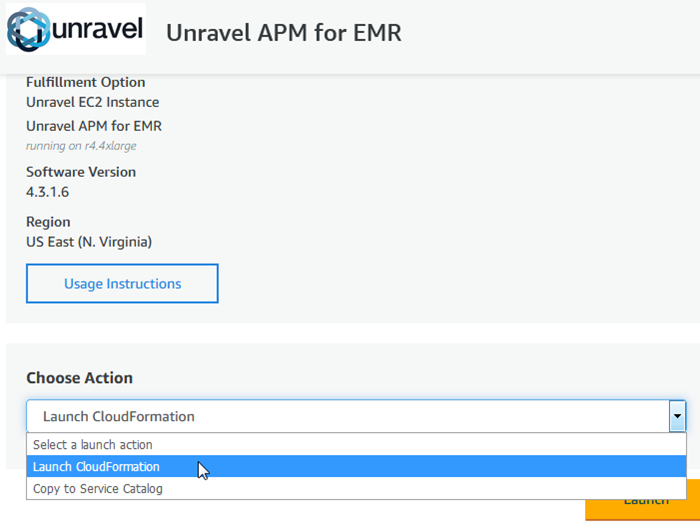 unravel
Unravel APM for EMR
Fulfillment Option
Unravel EC2 Instance
Unravel APM for EMR
running on r4.4xlarge
Software Version
4.3.1.6
Region
US East (N. Virginia)
Usage Instructions
Choose Action
Launch CloudFormation
Select a launch action
Launch CloudFormation
Copy to Service Catalog
Launch